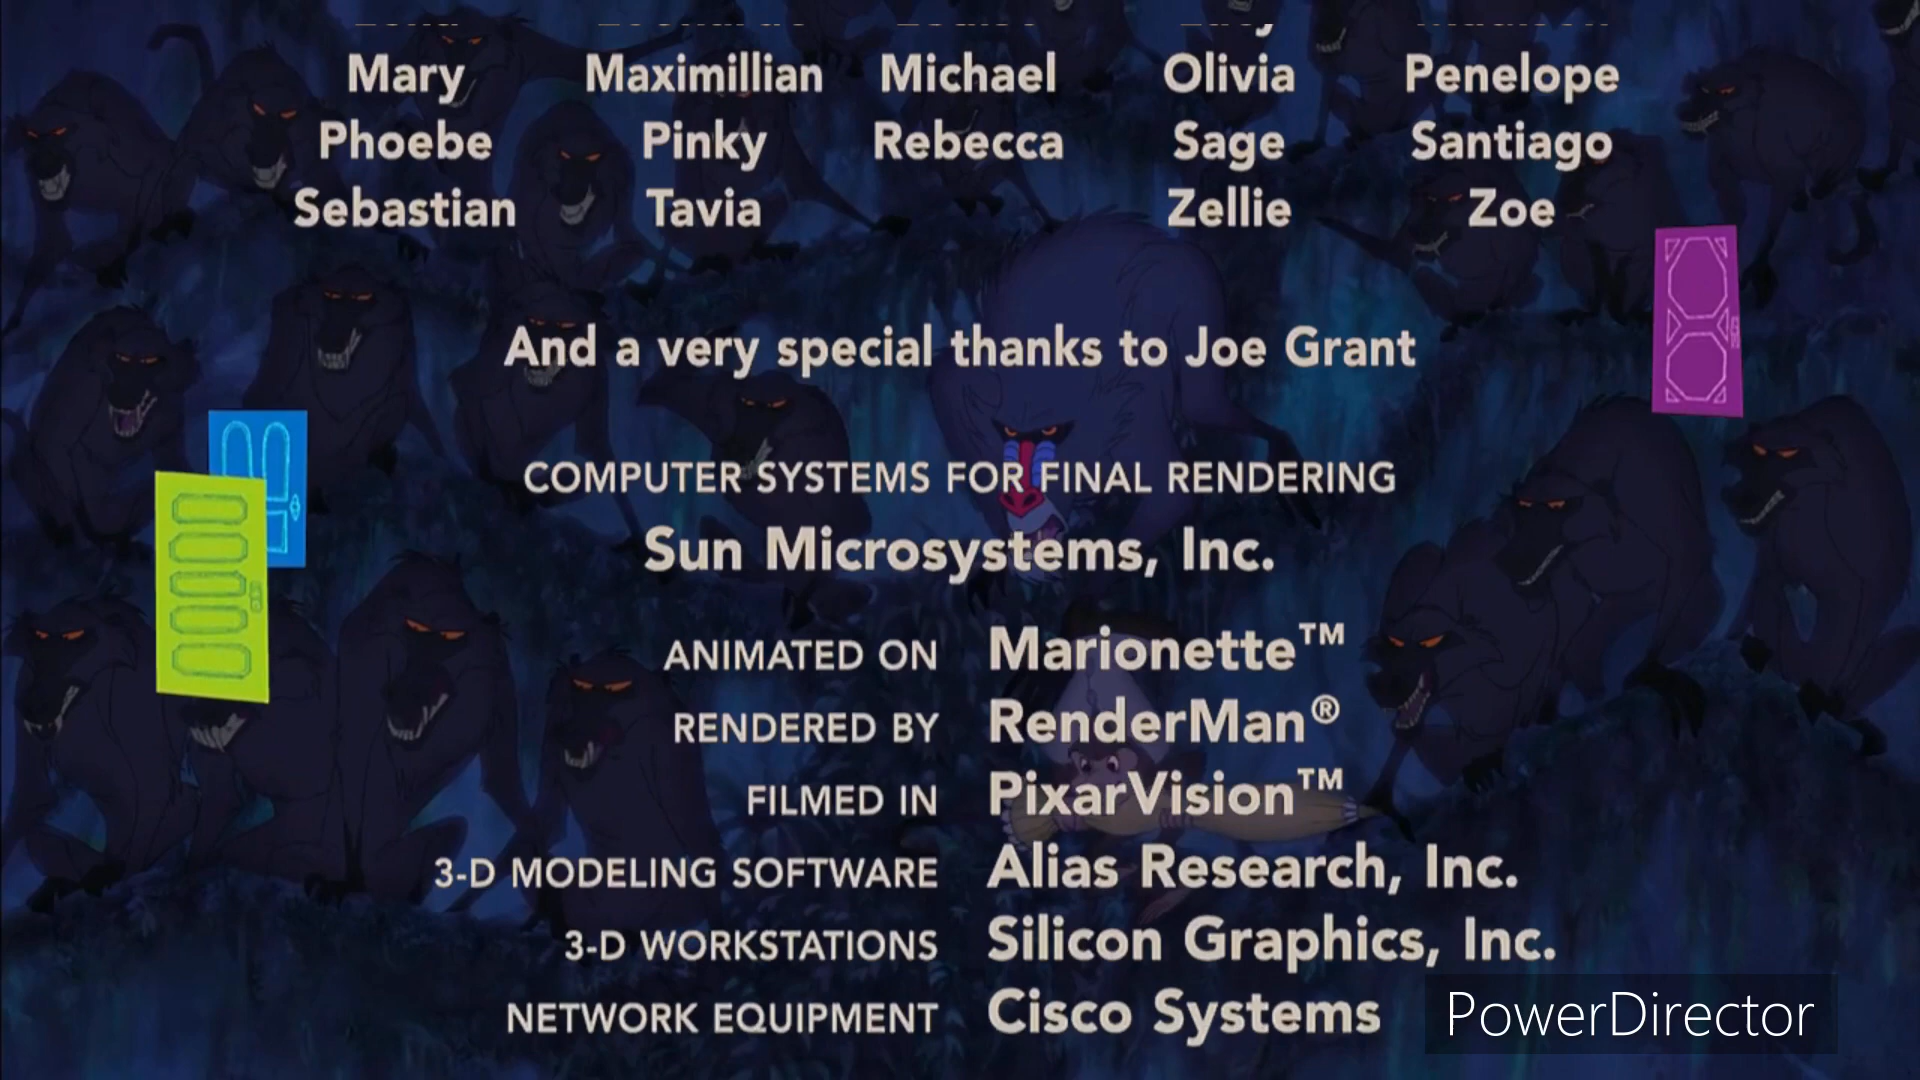 Mary Maximillian Michael Olivia Penelope
Phoebe Pinky Rebecca Sage Santiago
Sebastian Tavia Zellie Zoe
And a very special thanks to Joe Grant
COMPUTER SYSTEMS FOR FINAL RENDERING
Sun Microsystems, Inc.
ANIMATED ON Marionette™
RENDERED BY RenderMan®
FILMED IN PixarVision™
3-D MODELING SOFTWARE Alias Research, Inc.
3-D WORKSTATIONS Silicon Graphics, Inc.
NETWORK EQUIPMENT Cisco Systems
PowerDirector